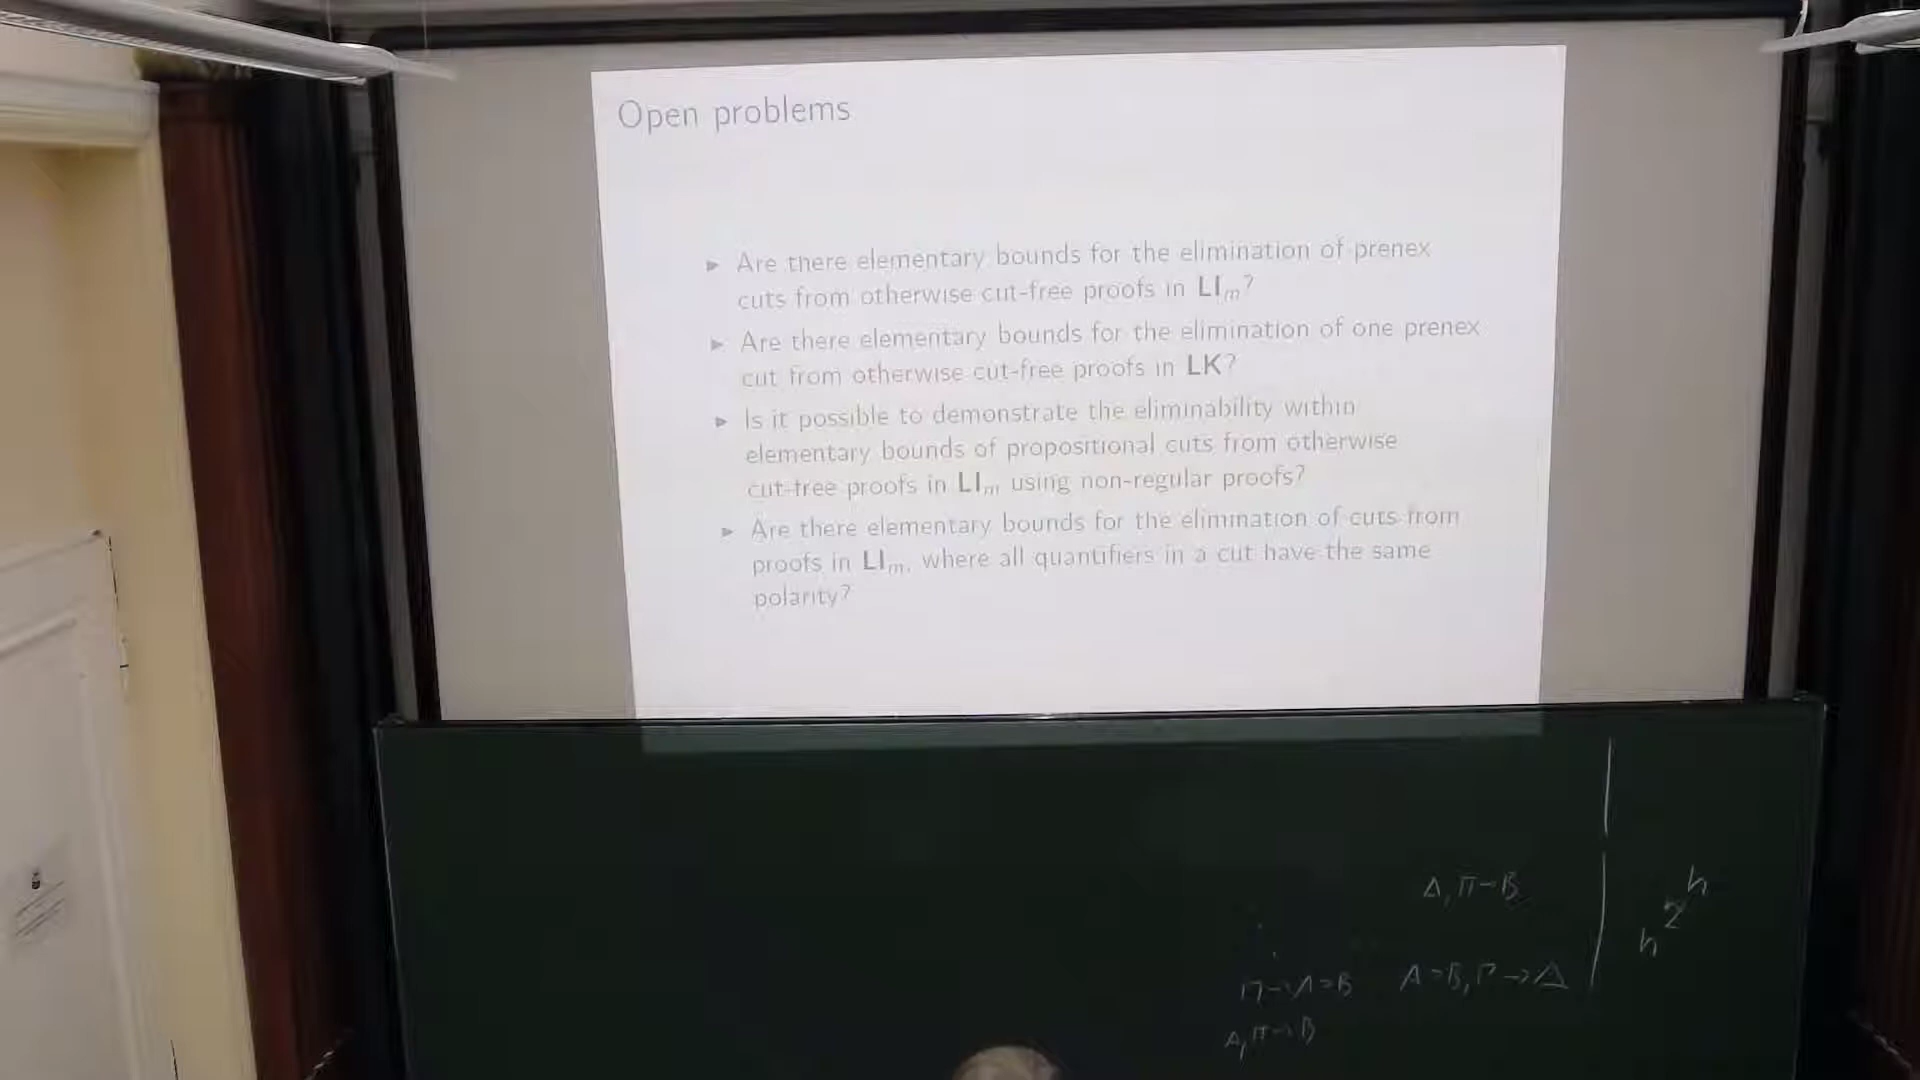 Open problems
► Are there elementary bounds for the elimination of prenex
cuts from otherwise cut-free proofs in LIₘ?
► Are there elementary bounds for the elimination of one prenex
cut from otherwise cut-free proofs in LK?
► Is it possible to demonstrate the eliminability within
elementary bounds of propositional cuts from otherwise
cut-free proofs in LIₘ using non-regular proofs?
► Are there elementary bounds for the elimination of cuts from
proofs in LIₘ, where all quantifiers in a cut have the same
polarity?
A, Π→B
Π→A⊃B A⊃B, Γ→Δ
A, Π→B